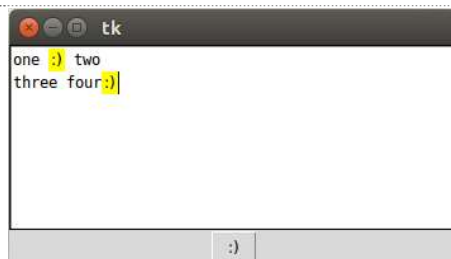 tk
one :) two
three four:)
:)